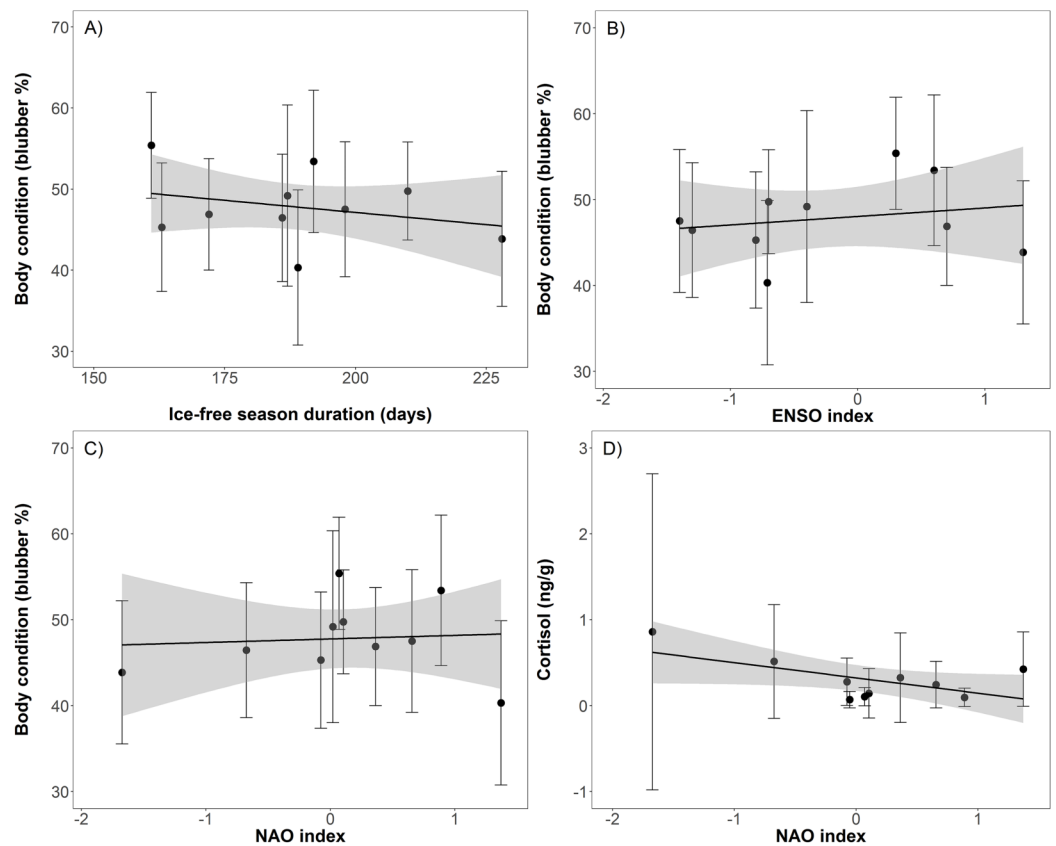 A)
70
60
50
40
30
Body condition (blubber %)
150 175 200 225
Ice-free season duration (days)
B)
70
60
50
40
30
Body condition (blubber %)
-2 -1 0 1
ENSO index
C)
70
60
50
40
30
Body condition (blubber %)
-2 -1 0 1
NAO index
D)
3
2
1
0
-1
Cortisol (ng/g)
-2 -1 0 1
NAO index